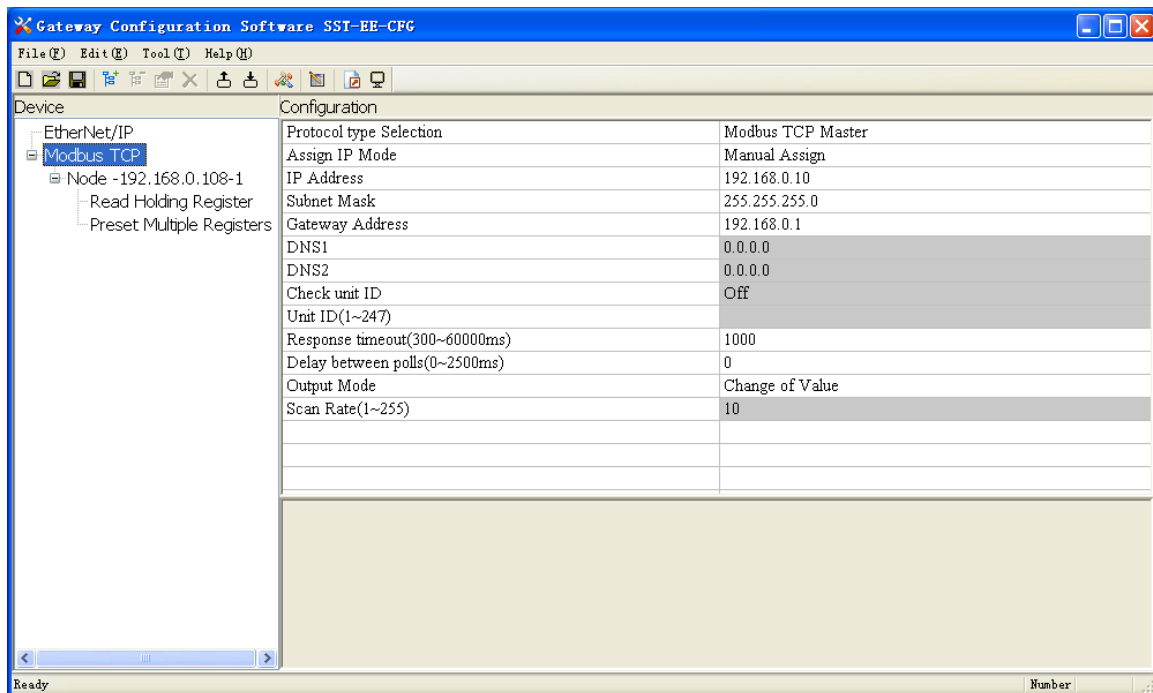 Gateway Configuration Software SST-EE-CFG
File(F) Edit(E) Tool(T) Help(H)
Device
Configuration
EtherNet/IP
Modbus TCP
Node -192.168.0.108-1
Read Holding Register
Preset Multiple Registers
Protocol type Selection Modbus TCP Master
Assign IP Mode Manual Assign
IP Address 192.168.0.10
Subnet Mask 255.255.255.0
Gateway Address 192.168.0.1
DNS1 0.0.0.0
DNS2 0.0.0.0
Check unit ID Off
Unit ID(1~247)
Response timeout(300~60000ms) 1000
Delay between polls(0~2500ms) 0
Output Mode Change of Value
Scan Rate(1~255) 10
Ready Number